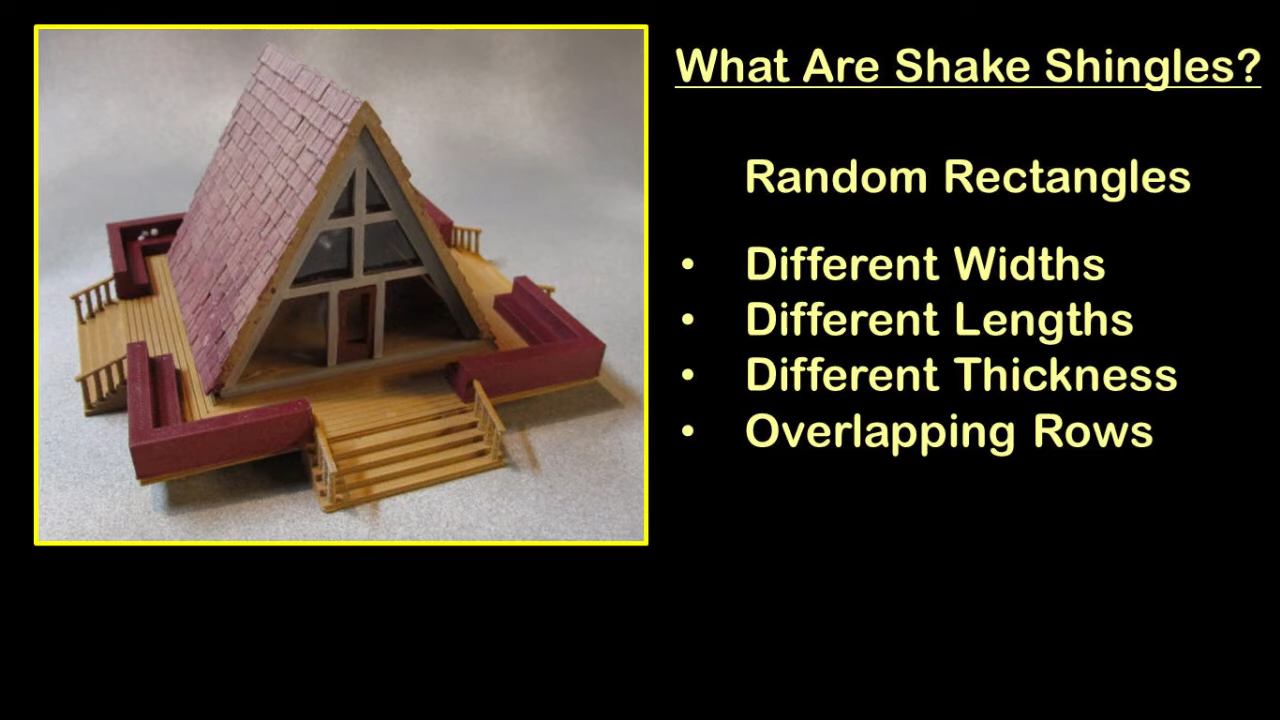 What Are Shake Shingles?
Random Rectangles
• Different Widths
• Different Lengths
• Different Thickness
• Overlapping Rows